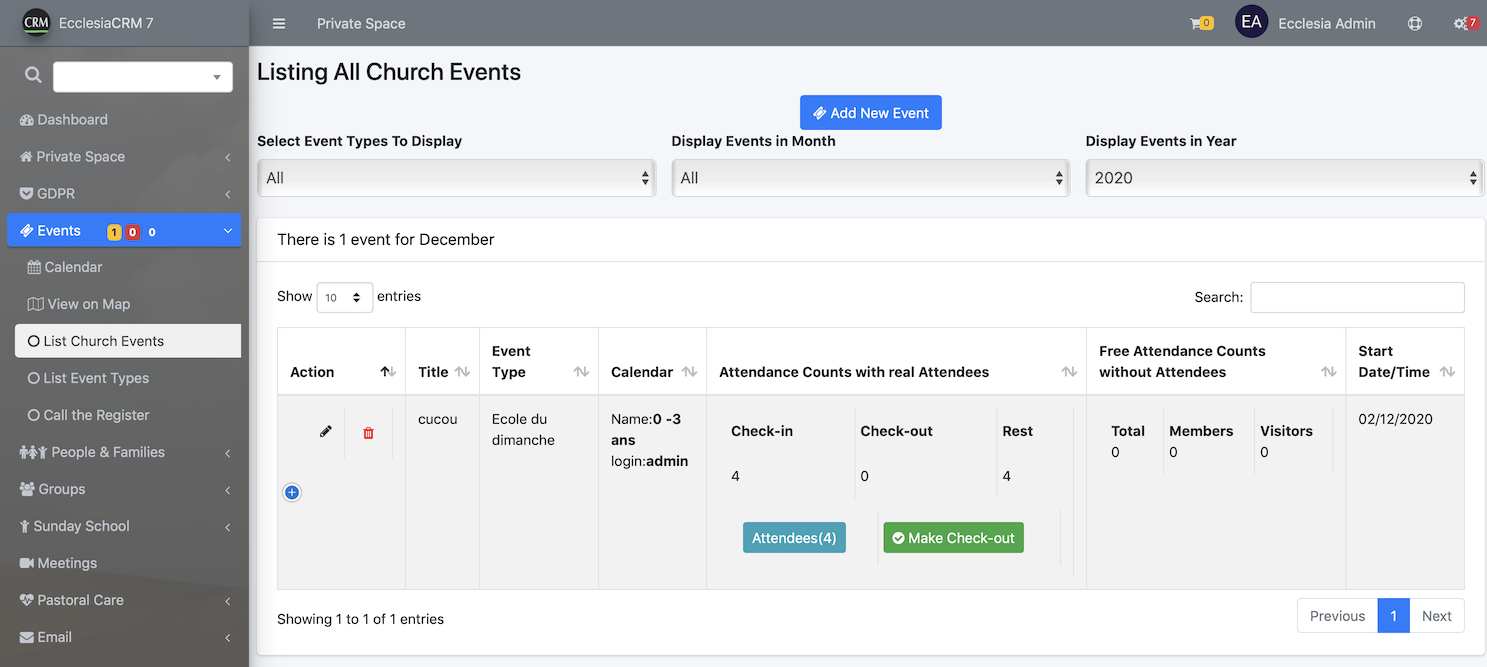 CRM EcclesiaCRM 7
Private Space
0
EA Ecclesia Admin
7
Dashboard
Private Space
GDPR
Events 1 0 0
Calendar
View on Map
List Church Events
List Event Types
Call the Register
People & Families
Groups
Sunday School
Meetings
Pastoral Care
Email
Listing All Church Events
Add New Event
Select Event Types To Display
All
Display Events in Month
All
Display Events in Year
2020
There is 1 event for December
Show 10 entries
Search:
Action
Title
Event
Type
Calendar
Attendance Counts with real Attendees
Free Attendance Counts
without Attendees
Start
Date/Time
cucou
Ecole du
dimanche
Name:0 -3
ans
login:admin
Check-in Check-out Rest
4 0 4
Attendees(4) Make Check-out
Total Members Visitors
0 0 0
02/12/2020
Showing 1 to 1 of 1 entries
Previous 1 Next